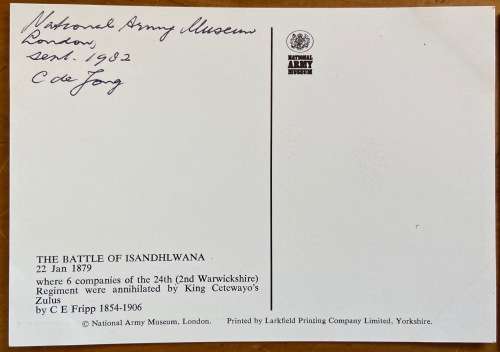 National Army Museum
London,
sept. 1982
C de Jong
NATIONAL
ARMY
MUSEUM
THE BATTLE OF ISANDHLWANA
22 Jan 1879
where 6 companies of the 24th (2nd Warwickshire)
Regiment were annihilated by King Cetewayo's
Zulus
by C E Fripp 1854-1906
© National Army Museum, London. Printed by Larkfield Printing Company Limited, Yorkshire.